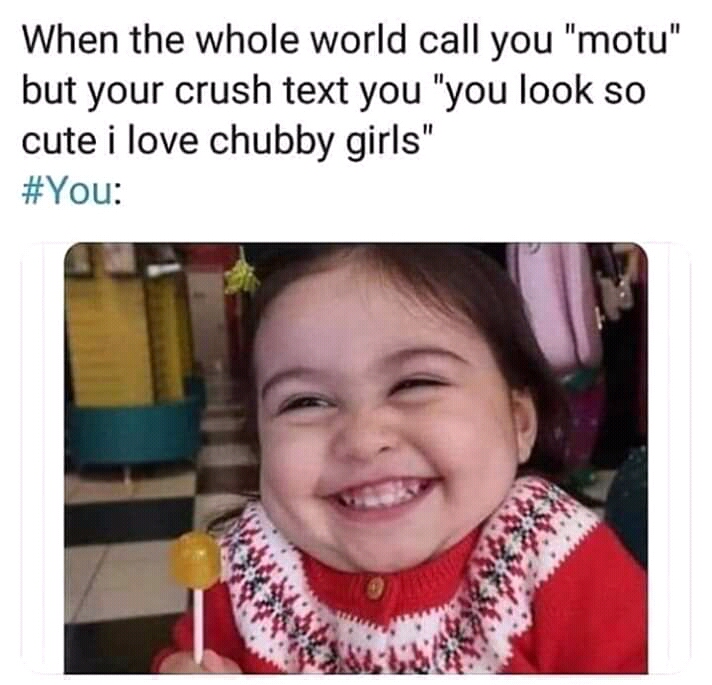 When the whole world call you "motu"
but your crush text you "you look so
cute i love chubby girls"
#You: